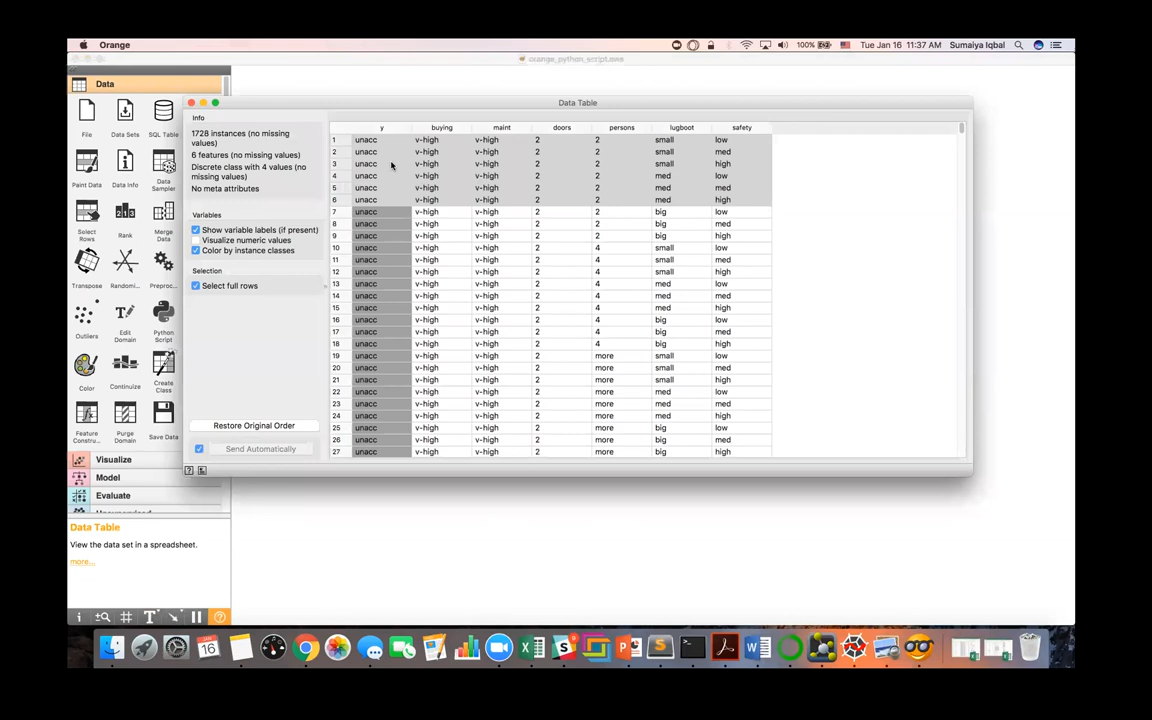 Orange
100%
Tue Jan 16 11:37 AM
Sumaiya Iqbal
orange_python_script.ows
Data
File
Data Sets
SQL Table
Paint Data
Data Info
Data
Sampler
Select
Rows
Rank
Merge
Data
Transpose
Randomi...
Preproc...
Outliers
Edit
Domain
Python
Script
Color
Continuize
Create
Class
Feature
Constru...
Purge
Domain
Save Data
Visualize
Model
Evaluate
Data Table
View the data set in a spreadsheet.
more...
Data Table
Info
1728 instances (no missing
values)
6 features (no missing values)
Discrete class with 4 values (no
missing values)
No meta attributes
Variables
Show variable labels (if present)
Visualize numeric values
Color by instance classes
Selection
Select full rows
Restore Original Order
Send Automatically
y buying maint doors persons lugboot safety
1 unacc v-high v-high 2 2 small low
2 unacc v-high v-high 2 2 small med
3 unacc v-high v-high 2 2 small high
4 unacc v-high v-high 2 2 med low
5 unacc v-high v-high 2 2 med med
6 unacc v-high v-high 2 2 med high
7 unacc v-high v-high 2 2 big low
8 unacc v-high v-high 2 2 big med
9 unacc v-high v-high 2 2 big high
10 unacc v-high v-high 2 4 small low
11 unacc v-high v-high 2 4 small med
12 unacc v-high v-high 2 4 small high
13 unacc v-high v-high 2 4 med low
14 unacc v-high v-high 2 4 med med
15 unacc v-high v-high 2 4 med high
16 unacc v-high v-high 2 4 big low
17 unacc v-high v-high 2 4 big med
18 unacc v-high v-high 2 4 big high
19 unacc v-high v-high 2 more small low
20 unacc v-high v-high 2 more small med
21 unacc v-high v-high 2 more small high
22 unacc v-high v-high 2 more med low
23 unacc v-high v-high 2 more med med
24 unacc v-high v-high 2 more med high
25 unacc v-high v-high 2 more big low
26 unacc v-high v-high 2 more big med
27 unacc v-high v-high 2 more big high
JAN
16